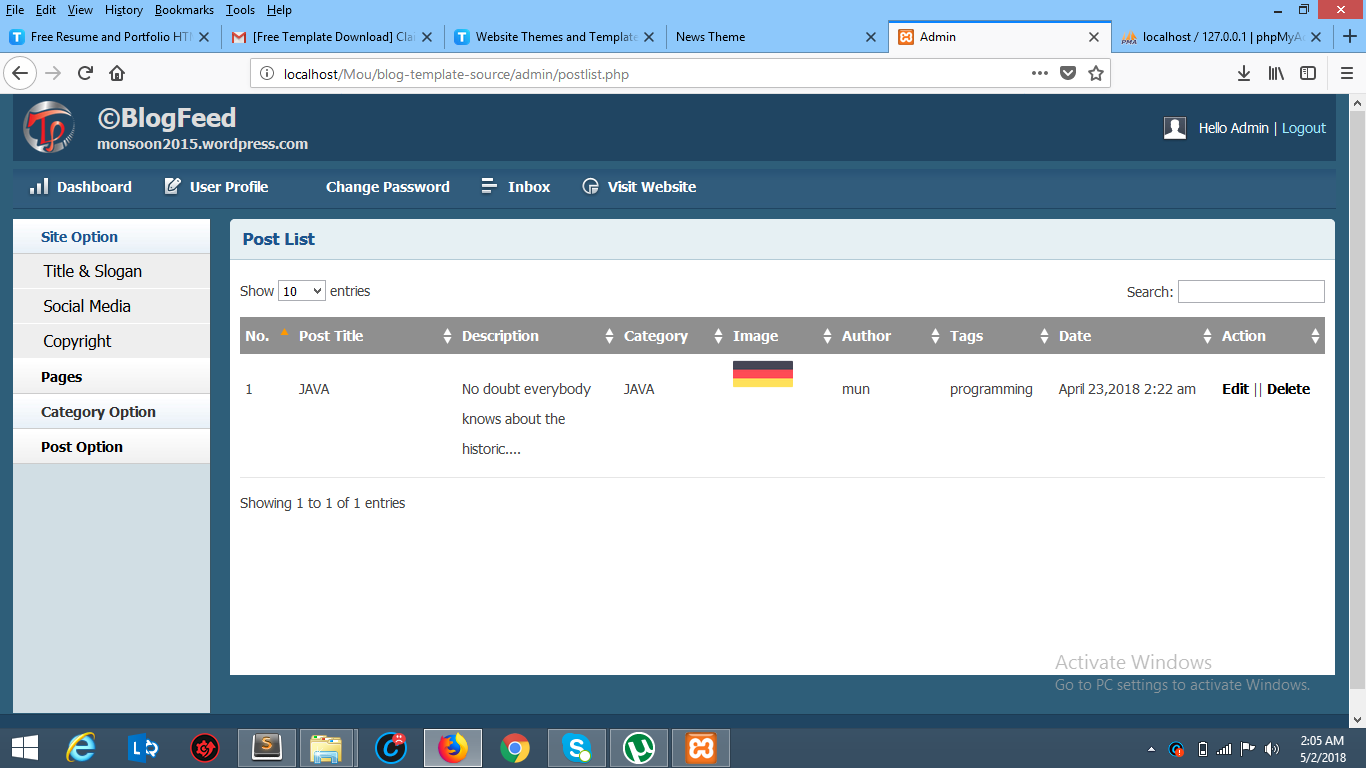 File Edit View History Bookmarks Tools Help
Free Resume and Portfolio HTM
[Free Template Download] Clai
Website Themes and Template
News Theme
Admin
localhost / 127.0.0.1 | phpMyAd
localhost/Mou/blog-template-source/admin/postlist.php
©BlogFeed
monsoon2015.wordpress.com
Hello Admin | Logout
Dashboard User Profile Change Password Inbox Visit Website
Site Option
Title & Slogan
Social Media
Copyright
Pages
Category Option
Post Option
Post List
Show 10 entries
Search:
No. Post Title Description Category Image Author Tags Date Action
1 JAVA No doubt everybody JAVA mun programming April 23,2018 2:22 am Edit || Delete
knows about the
historic....
Showing 1 to 1 of 1 entries
Activate Windows
Go to PC settings to activate Windows.
2:05 AM
5/2/2018